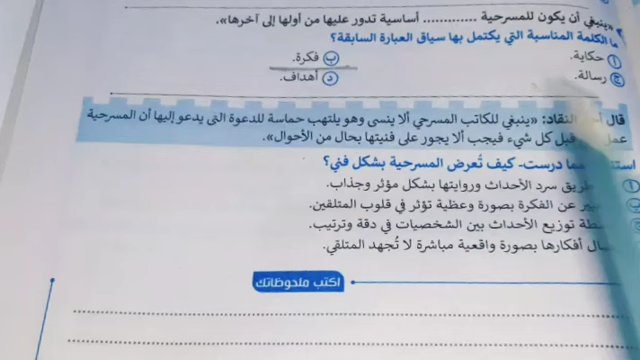 «ينبغي أن يكون للمسرحية ............. أساسية تدور عليها من أولها إلى آخرها».
ما الكلمة المناسبة التي يكتمل بها سياق العبارة السابقة؟
أ حكاية.
ب فكرة.
ج رسالة.
د أهداف.
قال النقاد: «ينبغي للكاتب المسرحي ألا ينسى وهو يلتهب حماسة للدعوة التى يدعو إليها أن المسرحية
عمل قبل كل شيء فيجب ألا يجور على فنيتها بحال من الأحوال».
مما درست- كيف تُعرض المسرحية بشكل فني؟
أ سرد الأحداث وروايتها بشكل مؤثر وجذاب.
ب عن الفكرة بصورة وعظية تؤثر في قلوب المتلقين.
توزيع الأحداث بين الشخصيات في دقة وترتيب.
أفكارها بصورة واقعية مباشرة لا تُجهد المتلقي.
اكتب ملحوظاتك